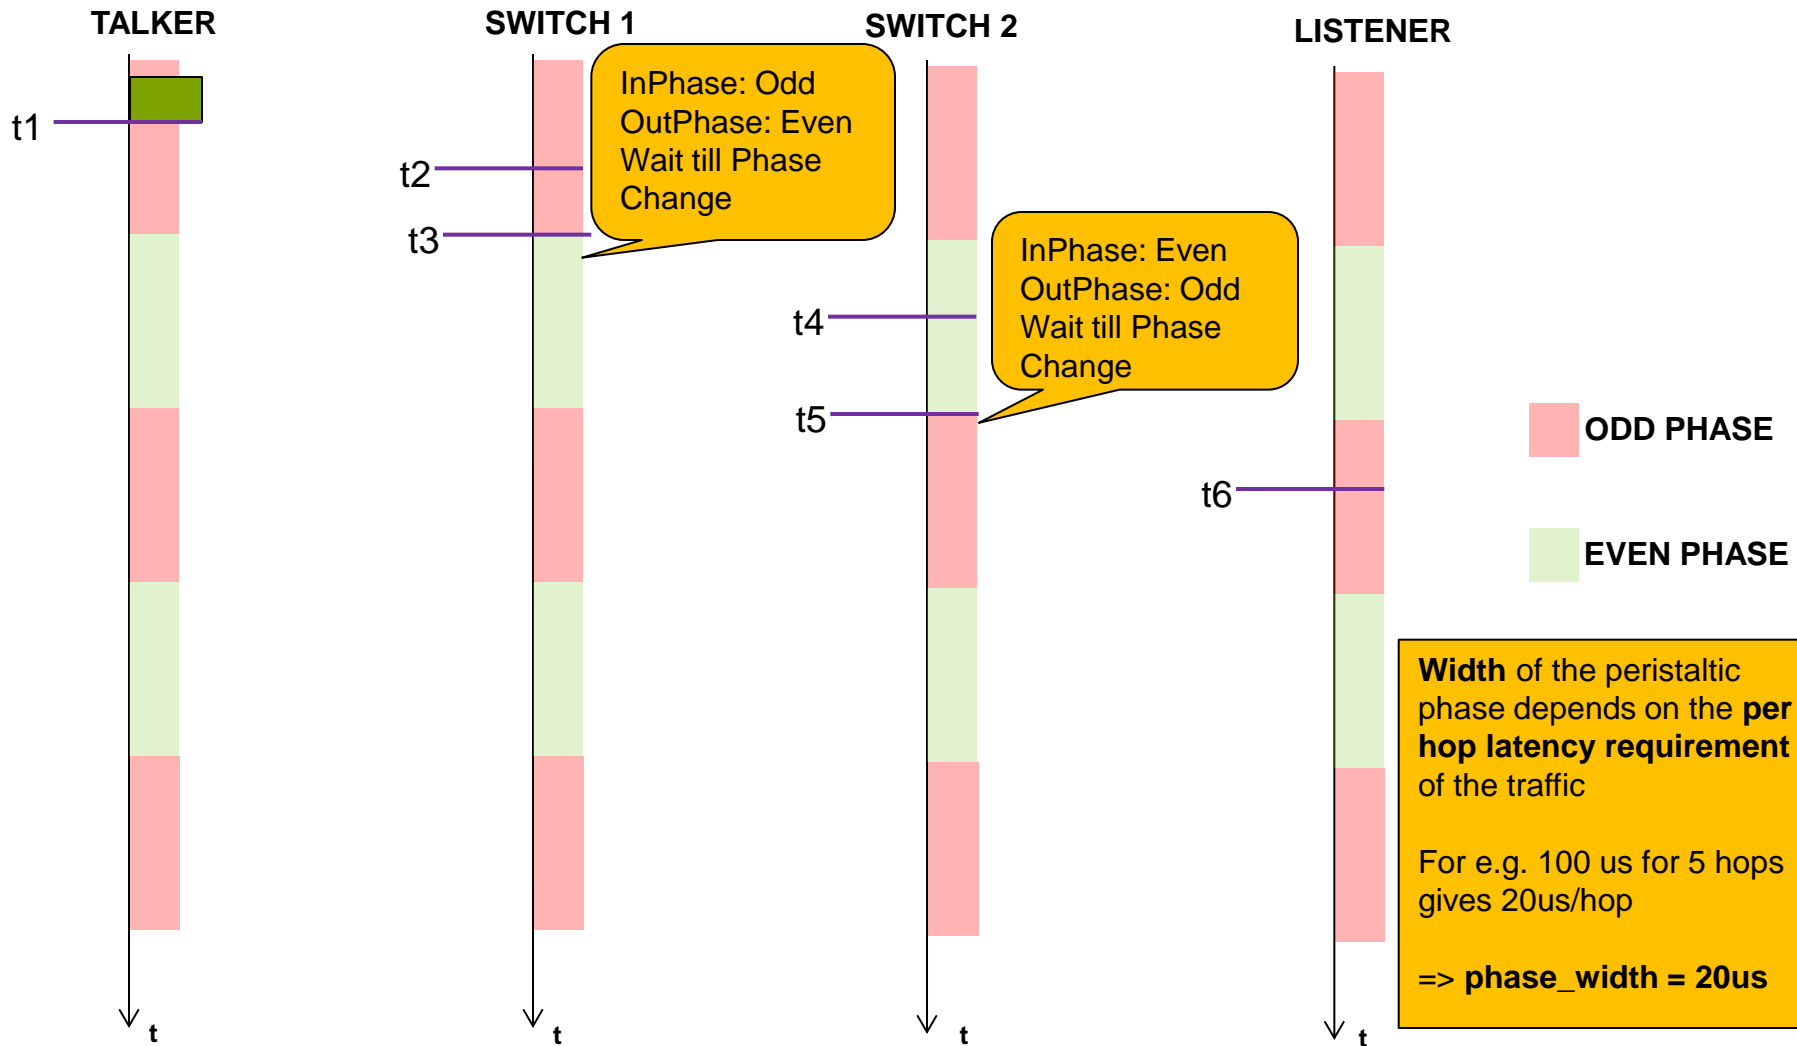 TALKER
SWITCH 1
SWITCH 2
LISTENER
t1
t2
t3
InPhase: Odd
OutPhase: Even
Wait till Phase
Change
t4
t5
InPhase: Even
OutPhase: Odd
Wait till Phase
Change
t6
ODD PHASE
EVEN PHASE
Width of the peristaltic
phase depends on the per
hop latency requirement
of the traffic
For e.g. 100 us for 5 hops
gives 20us/hop
=> phase_width = 20us
t
t
t
t